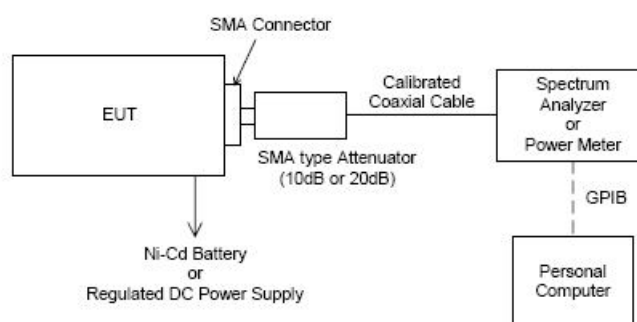 SMA Connector
EUT
SMA type Attenuator
(10dB or 20dB)
Calibrated
Coaxial Cable
Spectrum
Analyzer
or
Power Meter
GPIB
Ni-Cd Battery
or
Regulated DC Power Supply
Personal
Computer